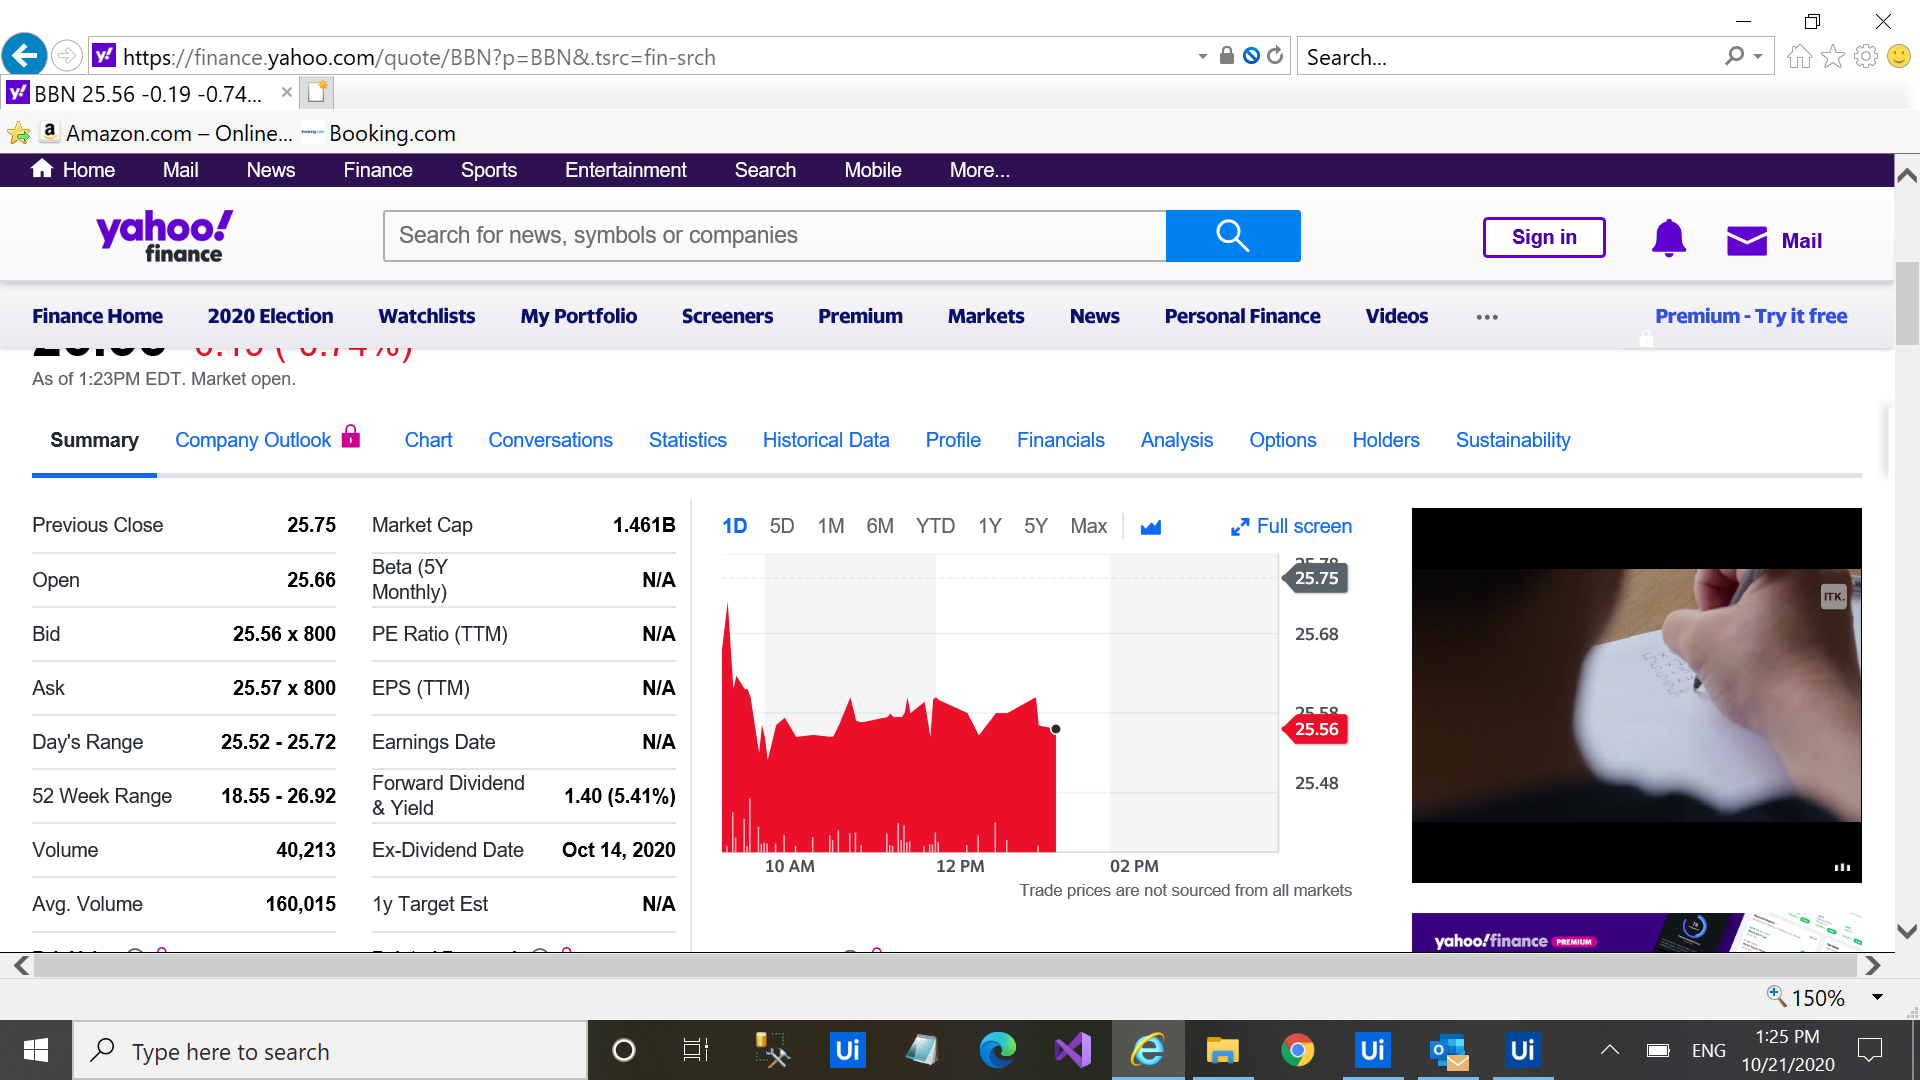 https://finance.yahoo.com/quote/BBN?p=BBN&.tsrc=fin-srch
Search...
BBN 25.56 -0.19 -0.74...
Amazon.com – Online...
Booking.com
Home Mail News Finance Sports Entertainment Search Mobile More...
yahoo!
finance
Search for news, symbols or companies
Sign in
Mail
Finance Home 2020 Election Watchlists My Portfolio Screeners Premium Markets News Personal Finance Videos ••• Premium - Try it free
As of 1:23PM EDT. Market open.
Summary Company Outlook Chart Conversations Statistics Historical Data Profile Financials Analysis Options Holders Sustainability
Previous Close 25.75
Open 25.66
Bid 25.56 x 800
Ask 25.57 x 800
Day's Range 25.52 - 25.72
52 Week Range 18.55 - 26.92
Volume 40,213
Avg. Volume 160,015
Market Cap 1.461B
Beta (5Y
Monthly) N/A
PE Ratio (TTM) N/A
EPS (TTM) N/A
Earnings Date N/A
Forward Dividend
& Yield 1.40 (5.41%)
Ex-Dividend Date Oct 14, 2020
1y Target Est N/A
1D 5D 1M 6M YTD 1Y 5Y Max Full screen
25.75
25.68
25.56
25.48
10 AM 12 PM 02 PM
Trade prices are not sourced from all markets
ITK.
yahoo!finance PREMIUM
150%
Type here to search
Ui
Ui
Ui
ENG
1:25 PM
10/21/2020